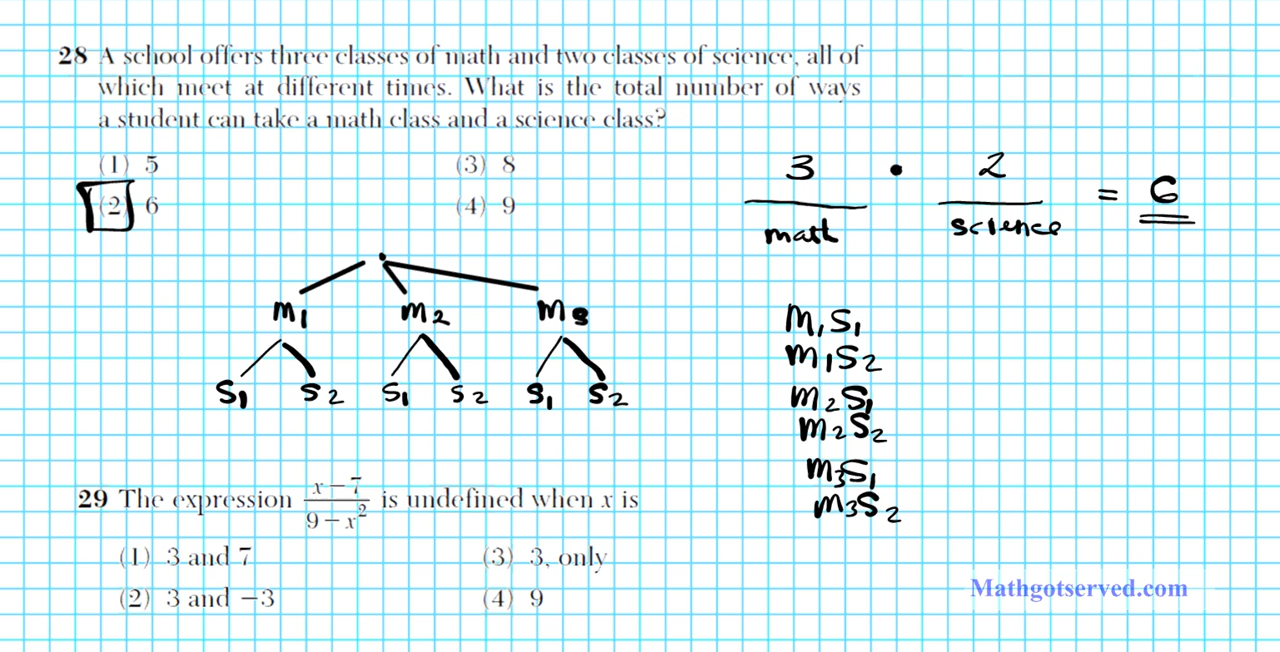 28 A school offers three classes of math and two classes of science, all of
which meet at different times. What is the total number of ways
a student can take a math class and a science class?
(1) 5 (3) 8
(2) 6 (4) 9
3 • 2 = 6
math science
m1 m2 m3
S1 S2 S1 S2 S1 S2
m1S1
m1S2
m2S1
m2S2
m3S1
m3S2
29 The expression x − 7 / 9 − x² is undefined when x is
(1) 3 and 7 (3) 3, only
(2) 3 and −3 (4) 9
Mathgotserved.com